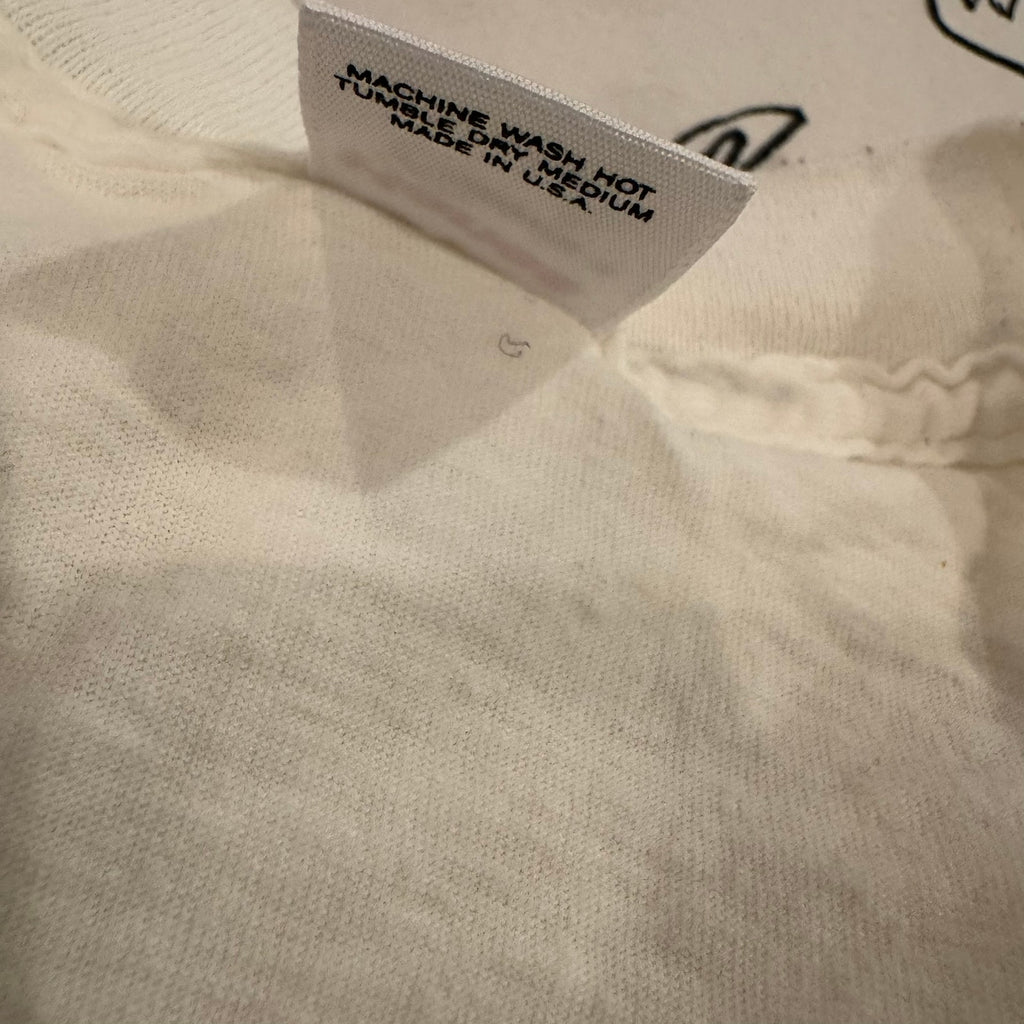 MACHINE WASH HOT
TUMBLE DRY MEDIUM
MADE IN U.S.A.